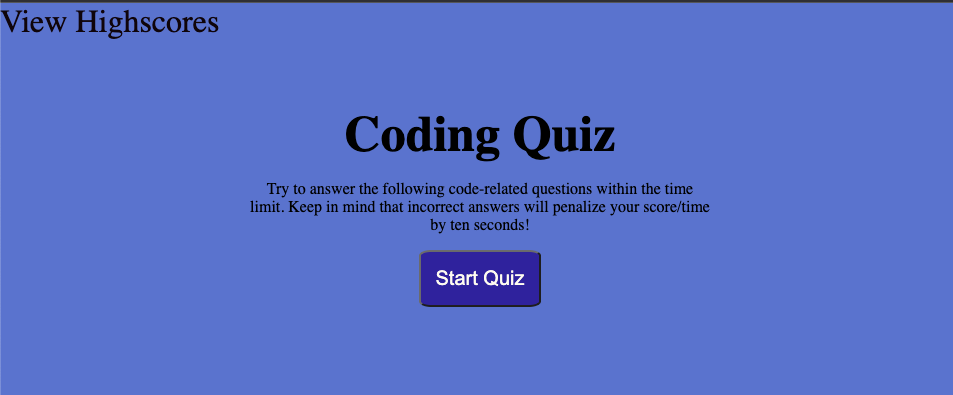 View Highscores
Coding Quiz
Try to answer the following code-related questions within the time
limit. Keep in mind that incorrect answers will penalize your score/time
by ten seconds!
Start Quiz